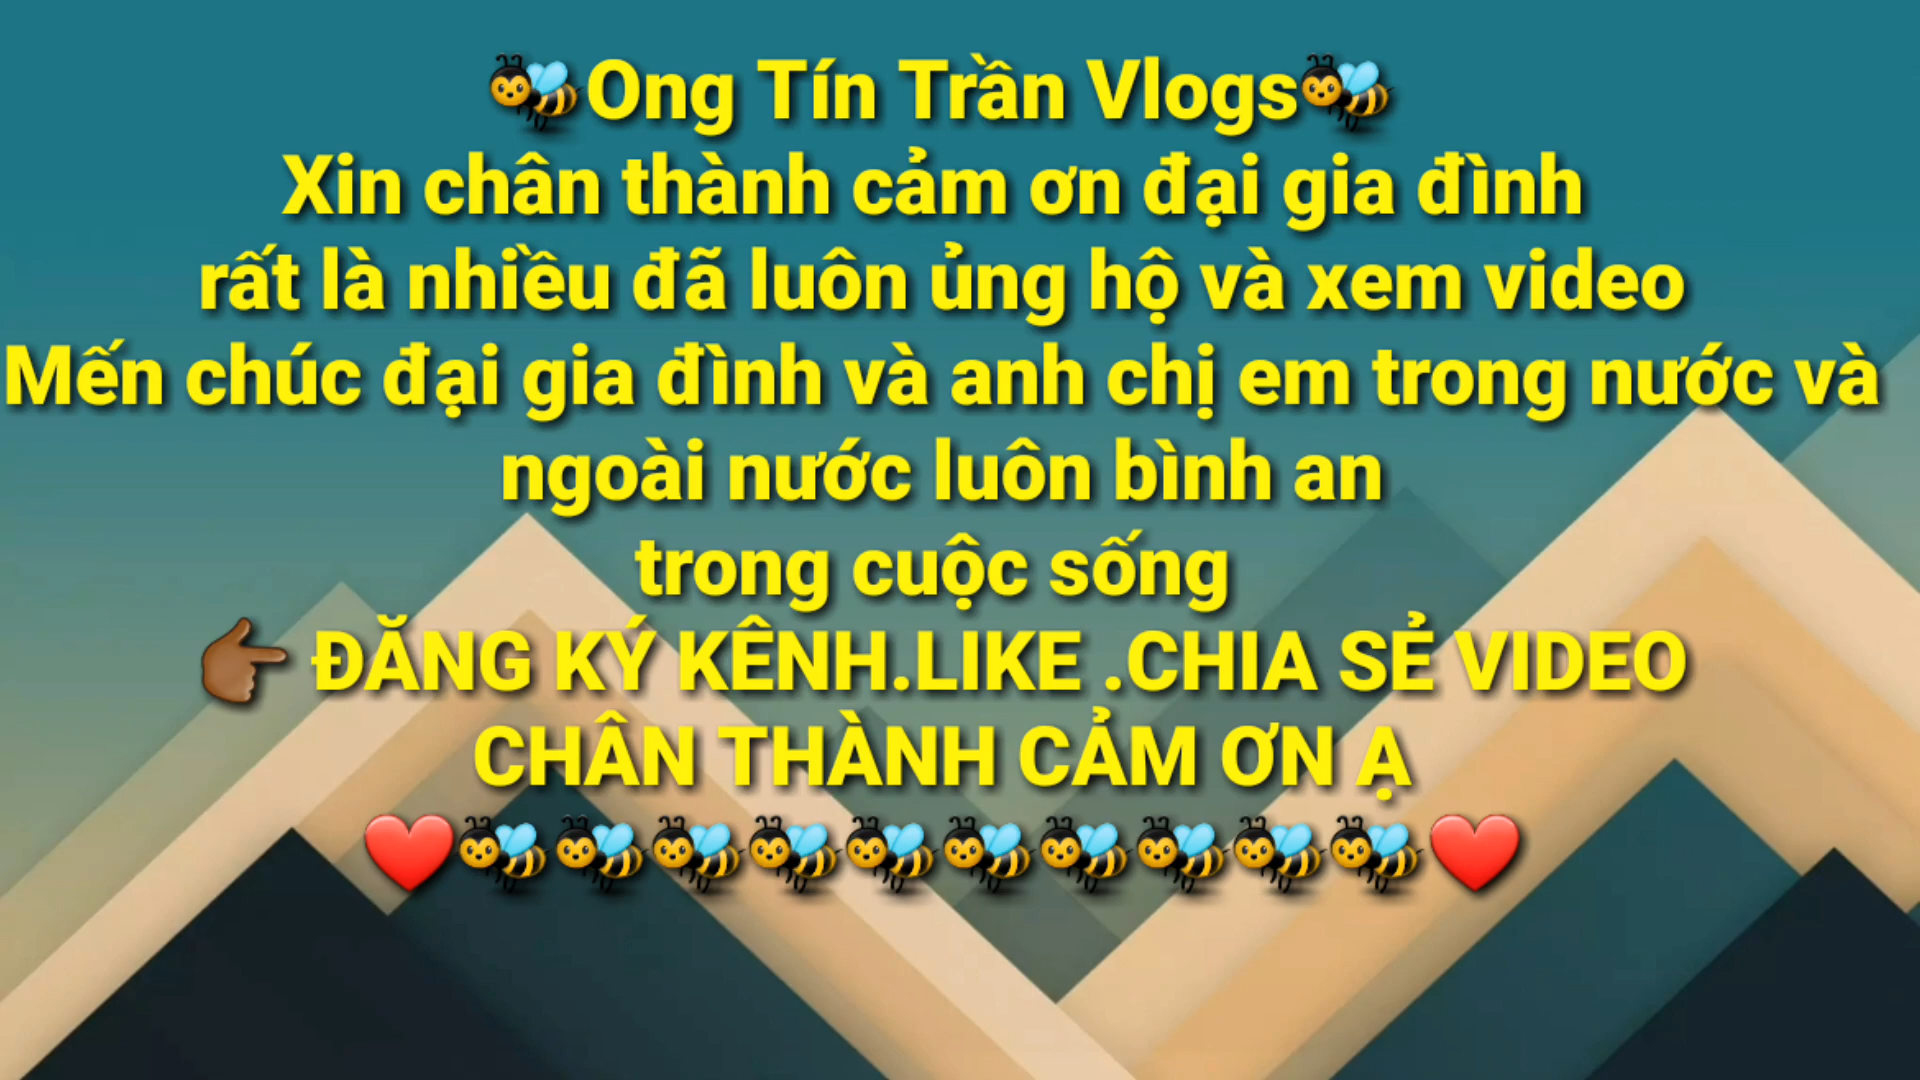 🐝Ong Tín Trần Vlogs🐝
Xin chân thành cảm ơn đại gia đình
rất là nhiều đã luôn ủng hộ và xem video
Mến chúc đại gia đình và anh chị em trong nước và
ngoài nước luôn bình an
trong cuộc sống
👉🏾 ĐĂNG KÝ KÊNH.LIKE .CHIA SẺ VIDEO
CHÂN THÀNH CẢM ƠN Ạ
❤️🐝🐝🐝🐝🐝🐝🐝🐝🐝🐝❤️